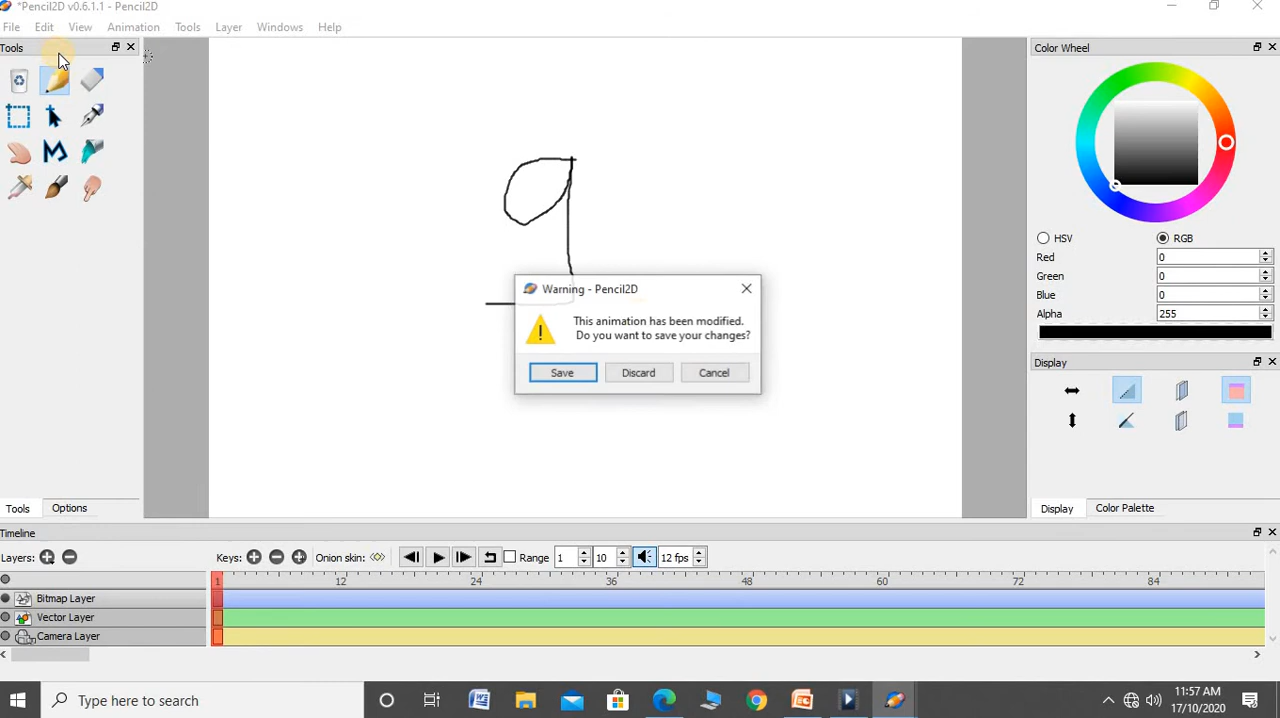 *Pencil2D v0.6.1.1 - Pencil2D
File Edit View Animation Tools Layer Windows Help
Tools
Color Wheel
HSV RGB
Red 0
Green 0
Blue 0
Alpha 255
Warning - Pencil2D
This animation has been modified.
Do you want to save your changes?
Save Discard Cancel
Display
Tools Options
Display Color Palette
Timeline
Layers: Keys: Onion skin: Range 1 10 12 fps
1 12 24 36 48 60 72 84
Bitmap Layer
Vector Layer
Camera Layer
Type here to search
11:57 AM
17/10/2020